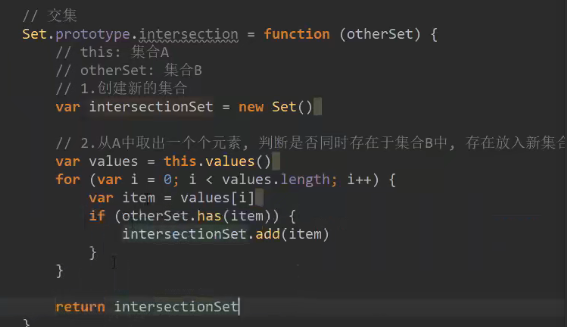 // 交集
Set.prototype.intersection = function (otherSet) {
// this: 集合A
// otherSet: 集合B
// 1.创建新的集合
var intersectionSet = new Set()
// 2.从A中取出一个个元素, 判断是否同时存在于集合B中, 存在放入新集合
var values = this.values()
for (var i = 0; i < values.length; i++) {
var item = values[i]
if (otherSet.has(item)) {
intersectionSet.add(item)
}
}
return intersectionSet
}